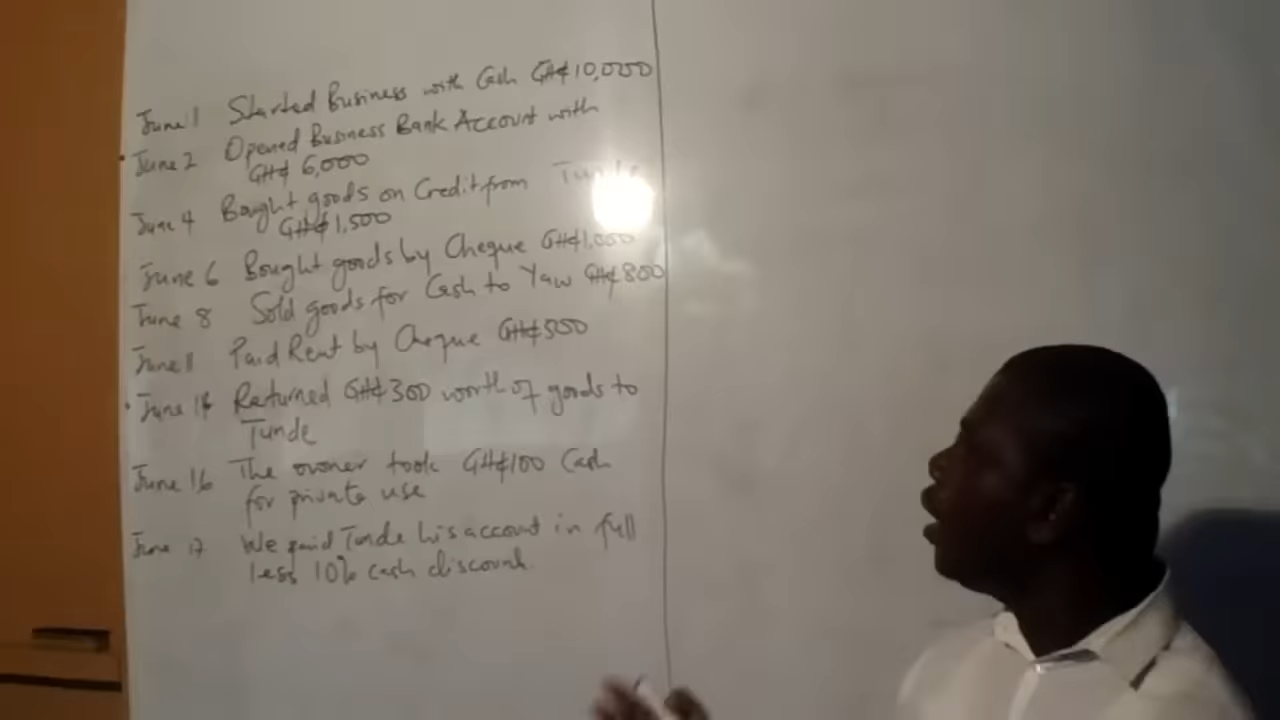 June 1 Started Business with Cash GH¢10,000
June 2 Opened Business Bank Account with
GH¢ 6,000
June 4 Bought goods on Credit from Tunde
GH¢1,500
June 6 Bought goods by Cheque GH¢1,000
June 8 Sold goods for Cash to Yaw GH¢800
June 11 Paid Rent by Cheque GH¢500
June Returned GH¢300 worth of goods to
Tunde
June 16 The owner took GH¢100 Cash
for private use
June 17 We paid Tunde his account in full
less 10% cash discount.